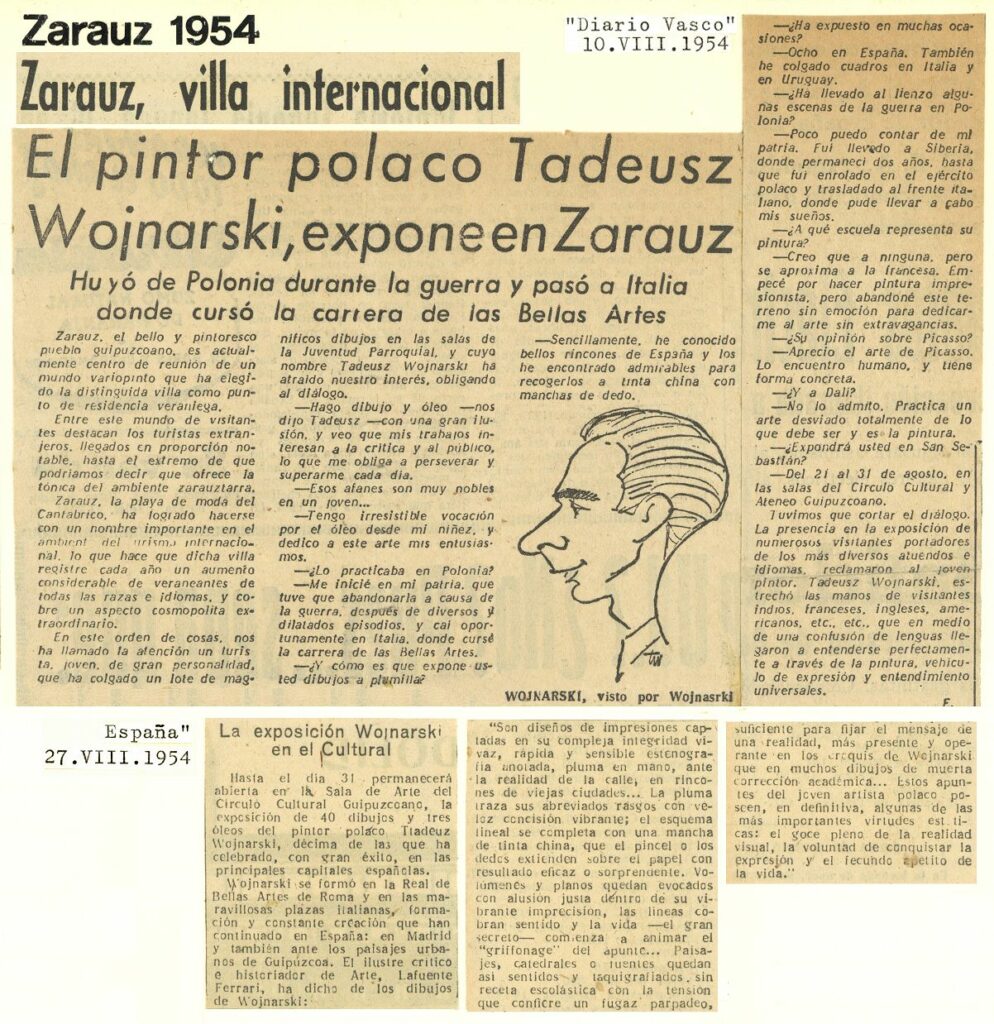 Zarauz 1954
"Diario Vasco"
10.VIII.1954
Zarauz, villa internacional
El pintor polaco Tadeusz
Wojnarski, expone en Zarauz
Huyó de Polonia durante la guerra y pasó a Italia
donde cursó la carrera de las Bellas Artes
Zarauz, el bello y pintoresco
pueblo guipuzcoano, es actual-
mente centro de reunión de un
mundo variopinto que ha elegi-
do la distinguida villa como pun-
to de residencia veraniega.
Entre este mundo de visitan-
tes destacan los turistas extran-
jeros, llegados en proporción no-
table, hasta el extremo de que
podríamos decir que ofrece la
tónica del ambiente zarauztarra.
Zarauz, la playa de moda del
Cantábrico, ha logrado hacerse
con un nombre importante en el
ambient del urismo internacio-
nal, lo que hace que dicha villa
registre cada año un aumento
considerable de veraneantes de
todas las razas e idiomas, y co-
bre un aspecto cosmopolita ex-
traordinario.
En este orden de cosas, nos
ha llamado la atención un turis
ta, joven, de gran personalidad,
que ha colgado un lote de mag-
níficos dibujos en las salas de
la Juventud Parroquial, y cuyo
nombre Tadeusz Wojnarski ha
atraído nuestro interés, obligando
al diálogo.
—Hago dibujo y óleo —nos
dijo Tadeusz —con una gran ilu-
sión, y veo que mis trabajos in-
teresan a la crítica y al público,
lo que me obliga a perseverar y
superarme cada día.
—Esos afanes son muy nobles
en un joven...
—Tengo irresistible vocación
por el óleo desde mi niñez, y
dedico a este arte mis entusias-
mos.
—¿Lo practicaba en Polonia?
—Me inicié en mi patria, que
tuve que abandonarla a causa de
la guerra, después de diversos y
dilatados episodios, y caí opor-
tunamente en Italia, donde cursé
la carrera de las Bellas Artes.
—¿Y cómo es que expone us-
ted dibujos a plumilla?
—Sencillamente, he conocido
bellos rincones de España y los
he encontrado admirables para
recogerlos a tinta china con
manchas de dedo.
TW
WOJNARSKI, visto por Wojnasrki
—¿Ha expuesto en muchas oca-
siones?
—Ocho en España. También
he colgado cuadros en Italia y
en Uruguay.
—¿Ha llevado al lienzo algu-
nas escenas de la guerra en Po-
lonia?
—Poco puedo contar de mi
patria. Fui llevado a Siberia,
donde permanecí dos años, hasta
que fui enrolado en el ejército
polaco y trasladado al frente ita-
liano, donde pude llevar a cabo
mis sueños.
—¿A qué escuela representa su
pintura?
—Creo que a ninguna, pero
se aproxima a la francesa. Em-
pecé por hacer pintura impre-
sionista, pero abandoné este te-
rreno sin emoción para dedicar-
me al arte sin extravagancias.
—¿Su opinión sobre Picasso?
—Aprecio el arte de Picasso.
Lo encuentro humano, y tiene
forma concreta.
—¿Y a Dalí?
—No lo admito. Practica un
arte desviado totalmente de lo
que debe ser y es la pintura.
—¿Expondrá usted en San Se-
bastián?
—Del 21 al 31 de agosto, en
las salas del Círculo Cultural y
Ateneo Guipuzcoano.
Tuvimos que cortar el diálogo.
La presencia en la exposición de
numerosos visitantes portadores
de los más diversos atuendos e
idiomas, reclamaron al joven
pintor. Tadeusz Wojnarski, es-
trechó las manos de visitantes
indios, franceses, ingleses, ame-
ricanos, etc., etc., que en medio
de una confusión de lenguas lle-
garon a entenderse perfectamente
a través de la pintura, vehícu-
lo de expresión y entendimiento
universales.
F.
España"
27.VIII.1954
La exposición Wojnarski
en el Cultural
Hasta el día 31 permanecerá
abierta en la Sala de Arte del
Círculo Cultural Guipuzcoano, la
exposición de 40 dibujos y tres
óleos del pintor polaco Ttadeuz
Wojnarski, décima de las que ha
celebrado, con gran éxito, en las
principales capitales españolas.
Wojnarski se formó en la Real de
Bellas Artes de Roma y en las ma-
ravillosas plazas italianas, forma-
ción y constante creación que han
continuado en España: en Madrid
y también ante los paisajes urba-
nos de Guipúzcoa. El ilustre crítico
e historiador de Arte, Lafuente
Ferrari, ha dicho de los dibujos
de Wojnarski:
"Son diseños de impresiones cap-
tadas en su compleja integridad vi-
vaz, rápida y sensible estenogra-
fía anotada, pluma en mano, ante
la realidad de la calle, en rinco-
nes de viejas ciudades... La pluma
traza sus abreviados rasgos con ve-
loz concisión vibrante; el esquema
lineal se completa con una mancha
de tinta china, que el pincel o los
dedos extienden sobre el papel con
resultado eficaz o sorprendente. Vo-
lúmenes y planos quedan evocados
con alusión justa dentro de su vi-
brante imprecisión, las líneas co-
bran sentido y la vida —el gran
secreto— comienza a animar el
"griffonage" del apunte... Paisa-
jes, catedrales o fuentes quedan
así sentidos y taquigrafiados sin
receta escolástica con la tensión
que confiere un fugaz parpadeo,
suficiente para fijar el mensaje de
una realidad, más presente y ope-
rante en los croquis de Wojnarski
que en muchos dibujos de muerta
corrección académica... Estos apun-
tes del joven artista polaco po-
seen, en definitiva, algunas de las
más importantes virtudes est ti-
cas: el goce pleno de la realidad
visual, la voluntad de conquistar la
expresión y el fecundo apetito de
la vida."